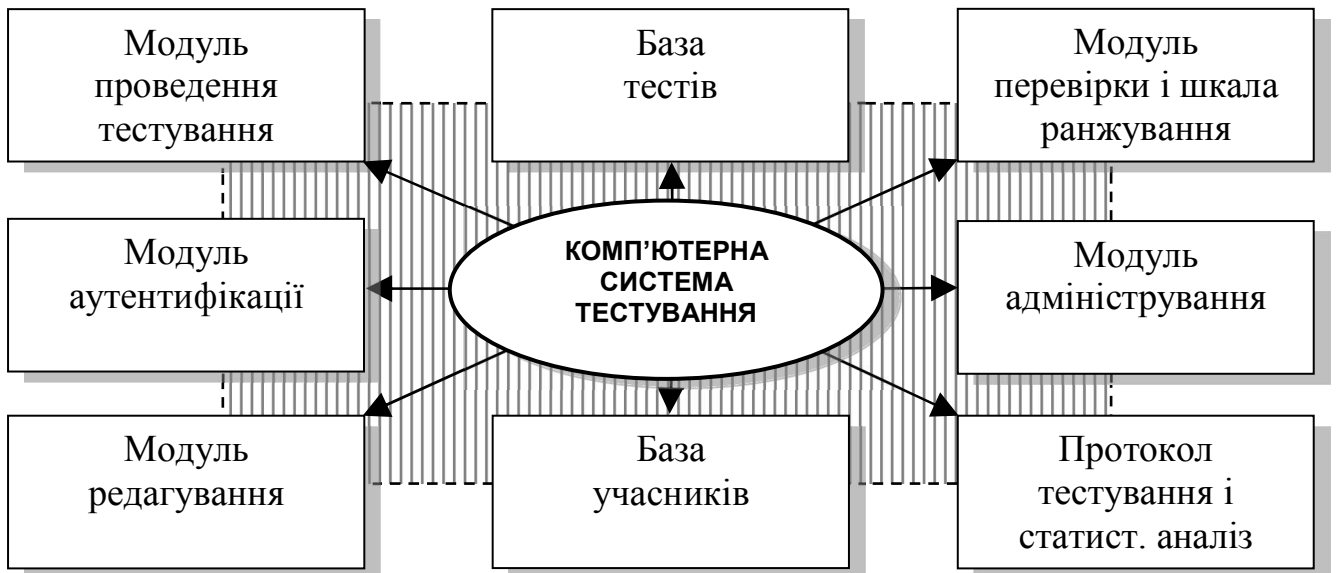 Модуль
проведення
тестування
База
тестів
Модуль
перевірки і шкала
ранжування
Модуль
аутентифікації
КОМП’ЮТЕРНА
СИСТЕМА
ТЕСТУВАННЯ
Модуль
адміністрування
Модуль
редагування
База
учасників
Протокол
тестування і
статист. аналіз